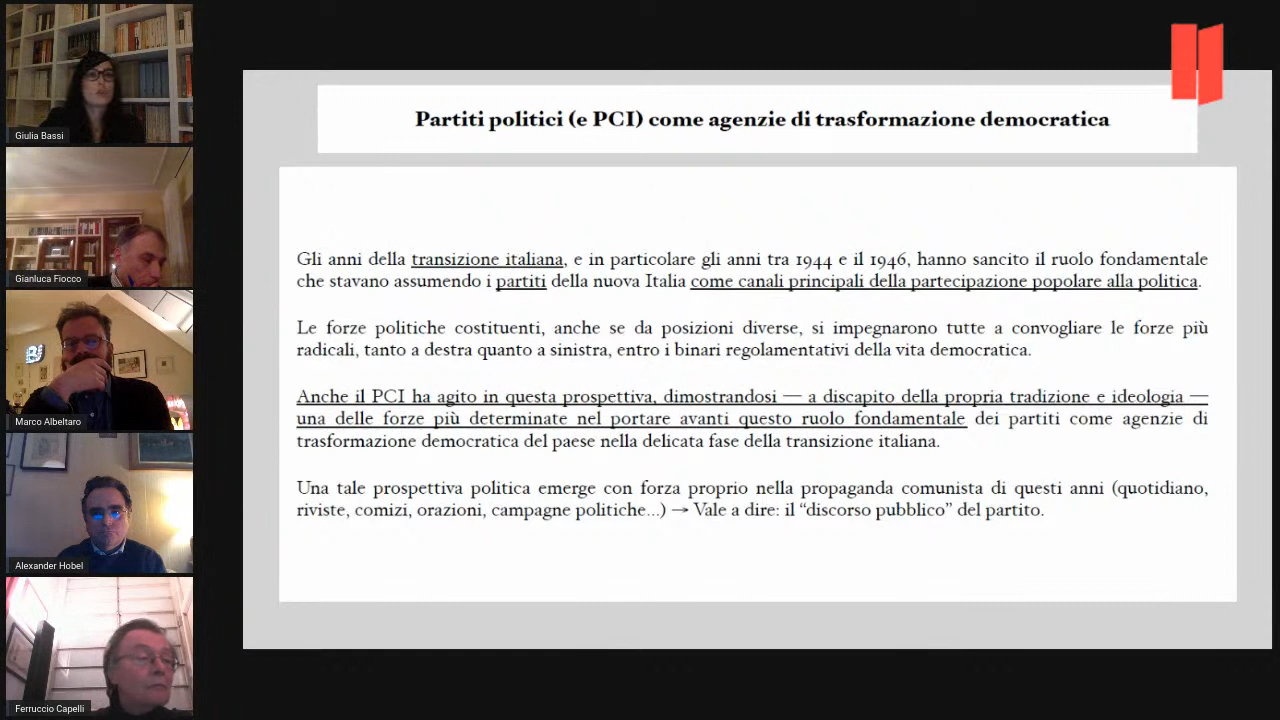 Giulia Bassi
Gianluca Fiocco
Marco Albeltaro
Alexander Hobel
Ferruccio Capelli
Partiti politici (e PCI) come agenzie di trasformazione democratica
Gli anni della transizione italiana, e in particolare gli anni tra 1944 e il 1946, hanno sancito il ruolo fondamentale
che stavano assumendo i partiti della nuova Italia come canali principali della partecipazione popolare alla politica.
Le forze politiche costituenti, anche se da posizioni diverse, si impegnarono tutte a convogliare le forze più
radicali, tanto a destra quanto a sinistra, entro i binari regolamentativi della vita democratica.
Anche il PCI ha agito in questa prospettiva, dimostrandosi — a discapito della propria tradizione e ideologia —
una delle forze più determinate nel portare avanti questo ruolo fondamentale dei partiti come agenzie di
trasformazione democratica del paese nella delicata fase della transizione italiana.
Una tale prospettiva politica emerge con forza proprio nella propaganda comunista di questi anni (quotidiano,
riviste, comizi, orazioni, campagne politiche...) → Vale a dire: il “discorso pubblico” del partito.